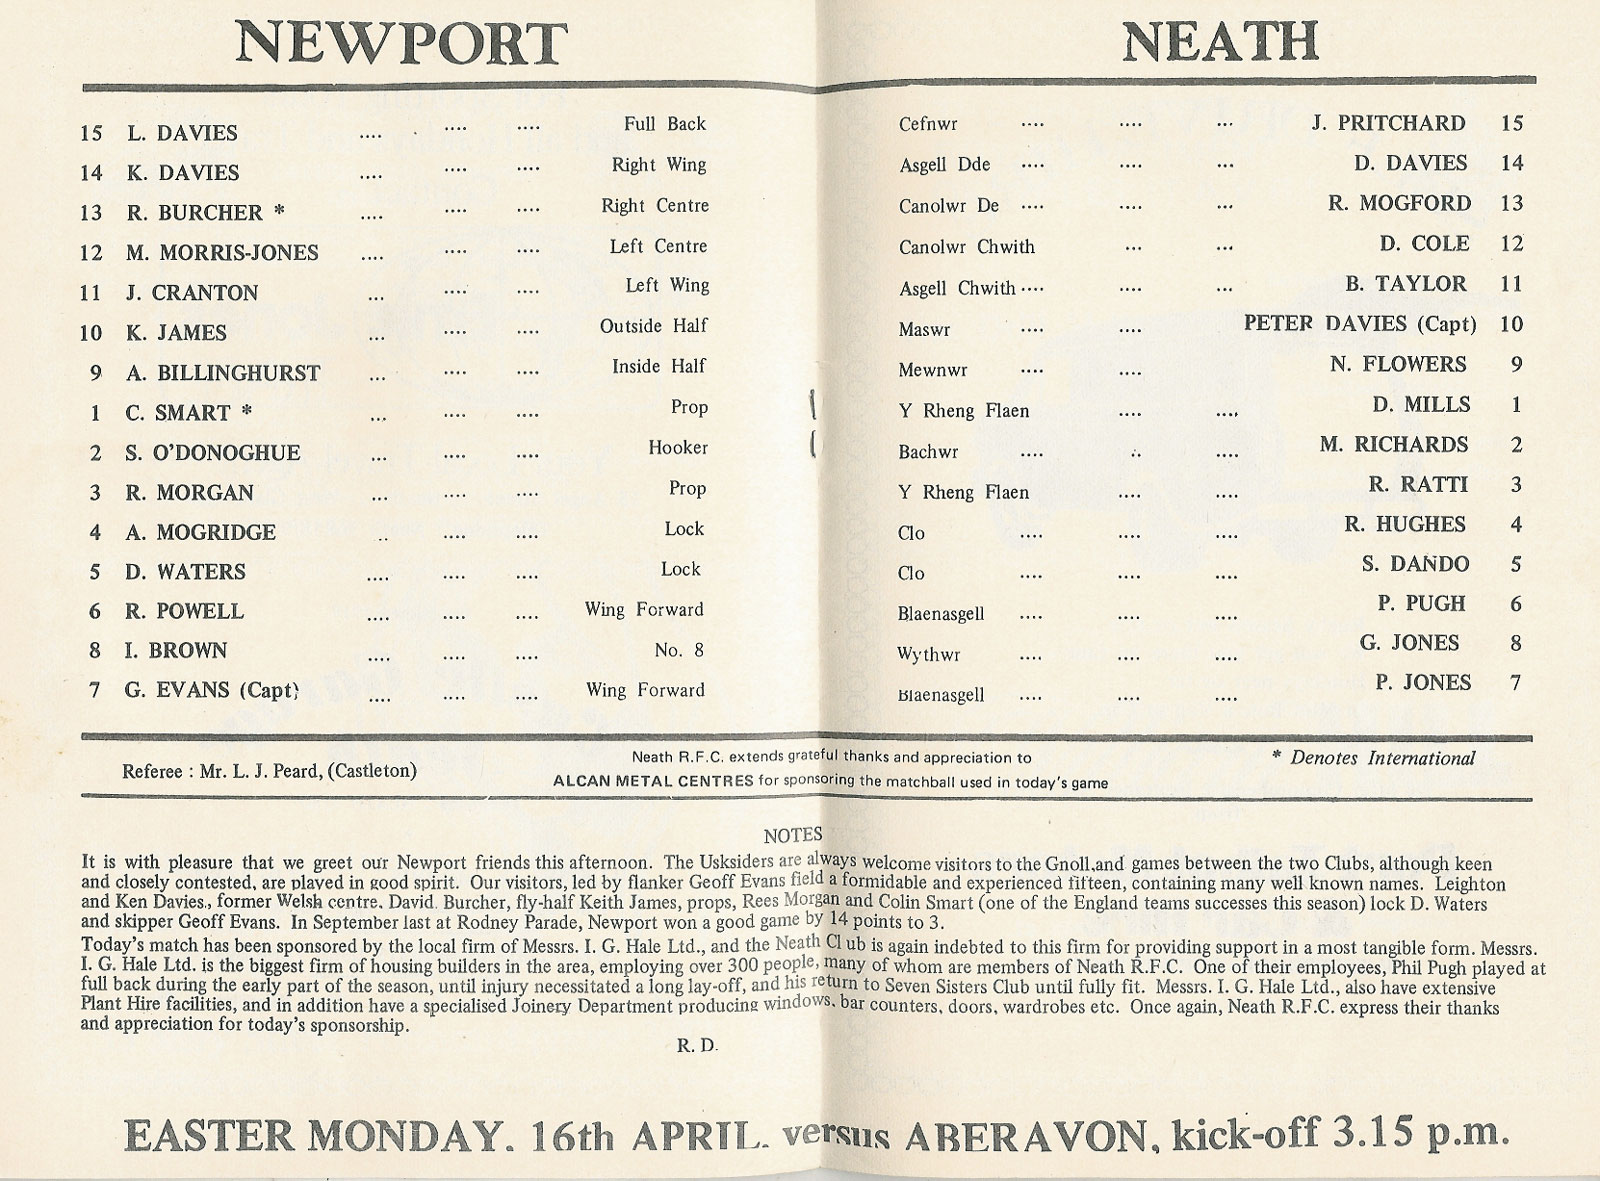 NEWPORT
15 L. DAVIES .... .... .... Full Back
14 K. DAVIES .... .... .... Right Wing
13 R. BURCHER * .... .... .... Right Centre
12 M. MORRIS-JONES .... .... .... Left Centre
11 J. CRANTON ... .... .... Left Wing
10 K. JAMES ... .... .... Outside Half
9 A. BILLINGHURST ... .... .... Inside Half
1 C. SMART * ... .... .... Prop
2 S. O'DONOGHUE ... .... .... Hooker
3 R. MORGAN ... .... .... Prop
4 A. MOGRIDGE .. .... .... Lock
5 D. WATERS .... .... .... Lock
6 R. POWELL .... .... .... Wing Forward
8 I. BROWN .... .... .... No. 8
7 G. EVANS (Capt) .... .... .... Wing Forward
NEATH
Cefnwr .... .... ... J. PRITCHARD 15
Asgell Dde .... .... ... D. DAVIES 14
Canolwr De .... .... ... R. MOGFORD 13
Canolwr Chwith ... ... D. COLE 12
Asgell Chwith .... .... ... B. TAYLOR 11
Maswr .... .... PETER DAVIES (Capt) 10
Mewnwr .... .... N. FLOWERS 9
Y Rheng Flaen .... .... D. MILLS 1
Bachwr .... .. .... M. RICHARDS 2
Y Rheng Flaen .... .... R. RATTI 3
Clo .... .... .... R. HUGHES 4
Clo .... .... .... S. DANDO 5
Blaenasgell .... .... .... P. PUGH 6
Wythwr .... .... .... G. JONES 8
Blaenasgell .... .... .... P. JONES 7
Referee : Mr. L. J. Peard, (Castleton)
Neath R.F.C. extends grateful thanks and appreciation to
ALCAN METAL CENTRES for sponsoring the matchball used in today's game
* Denotes International
NOTES
It is with pleasure that we greet our Newport friends this afternoon. The Usksiders are always welcome visitors to the Gnoll,and games between the two Clubs, although keen
and closely contested, are played in good spirit. Our visitors, led by flanker Geoff Evans field a formidable and experienced fifteen, containing many well known names. Leighton
and Ken Davies., former Welsh centre. David. Burcher, fly-half Keith James, props, Rees Morgan and Colin Smart (one of the England teams successes this season) lock D. Waters
and skipper Geoff Evans. In September last at Rodney Parade, Newport won a good game by 14 points to 3.
Today's match has been sponsored by the local firm of Messrs. I. G. Hale Ltd., and the Neath Club is again indebted to this firm for providing support in a most tangible form. Messrs.
I. G. Hale Ltd. is the biggest firm of housing builders in the area, employing over 300 people, many of whom are members of Neath R.F.C. One of their employees, Phil Pugh played at
full back during the early part of the season, until injury necessitated a long lay-off, and his return to Seven Sisters Club until fully fit. Messrs. I. G. Hale Ltd., also have extensive
Plant Hire facilities, and in addition have a specialised Joinery Department producing windows, bar counters, doors, wardrobes etc. Once again, Neath R.F.C. express their thanks
and appreciation for today's sponsorship.
R. D.
EASTER MONDAY. 16th APRIL. versus ABERAVON, kick-off 3.15 p.m.